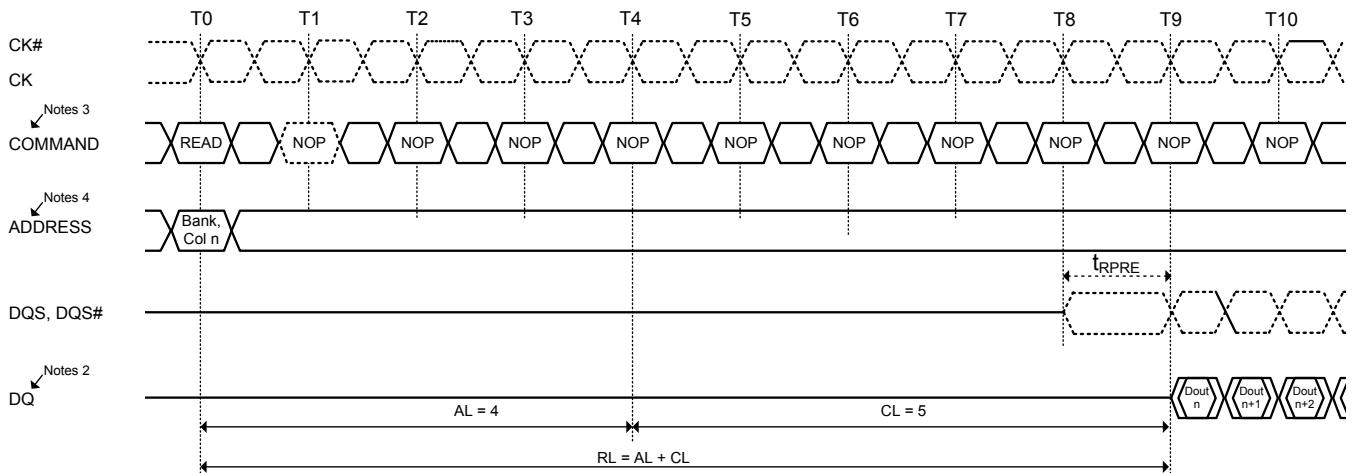 T0 T1 T2 T3 T4 T5 T6 T7 T8 T9 T10
CK#
CK
Notes 3
COMMAND READ NOP NOP NOP NOP NOP NOP NOP NOP NOP NOP
Notes 4
ADDRESS
Bank,
Col n
tRPRE
DQS, DQS#
Notes 2
DQ
Dout
n
Dout
n+1
Dout
n+2
AL = 4 CL = 5
RL = AL + CL